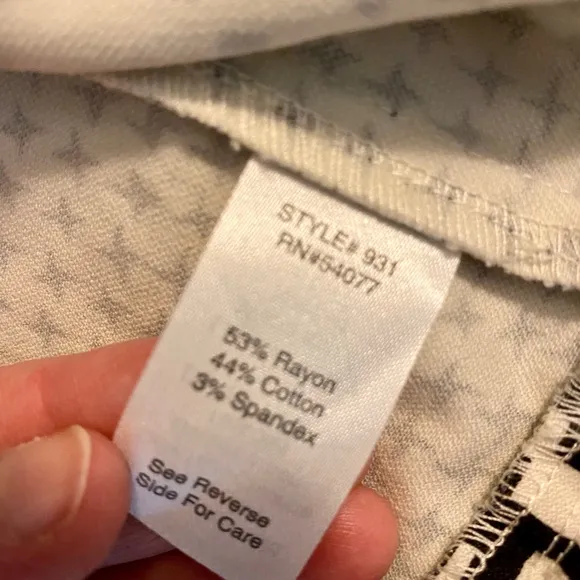 STYLE# 931
RN#54077
53% Rayon
44% Cotton
3% Spandex
See Reverse
Side For Care